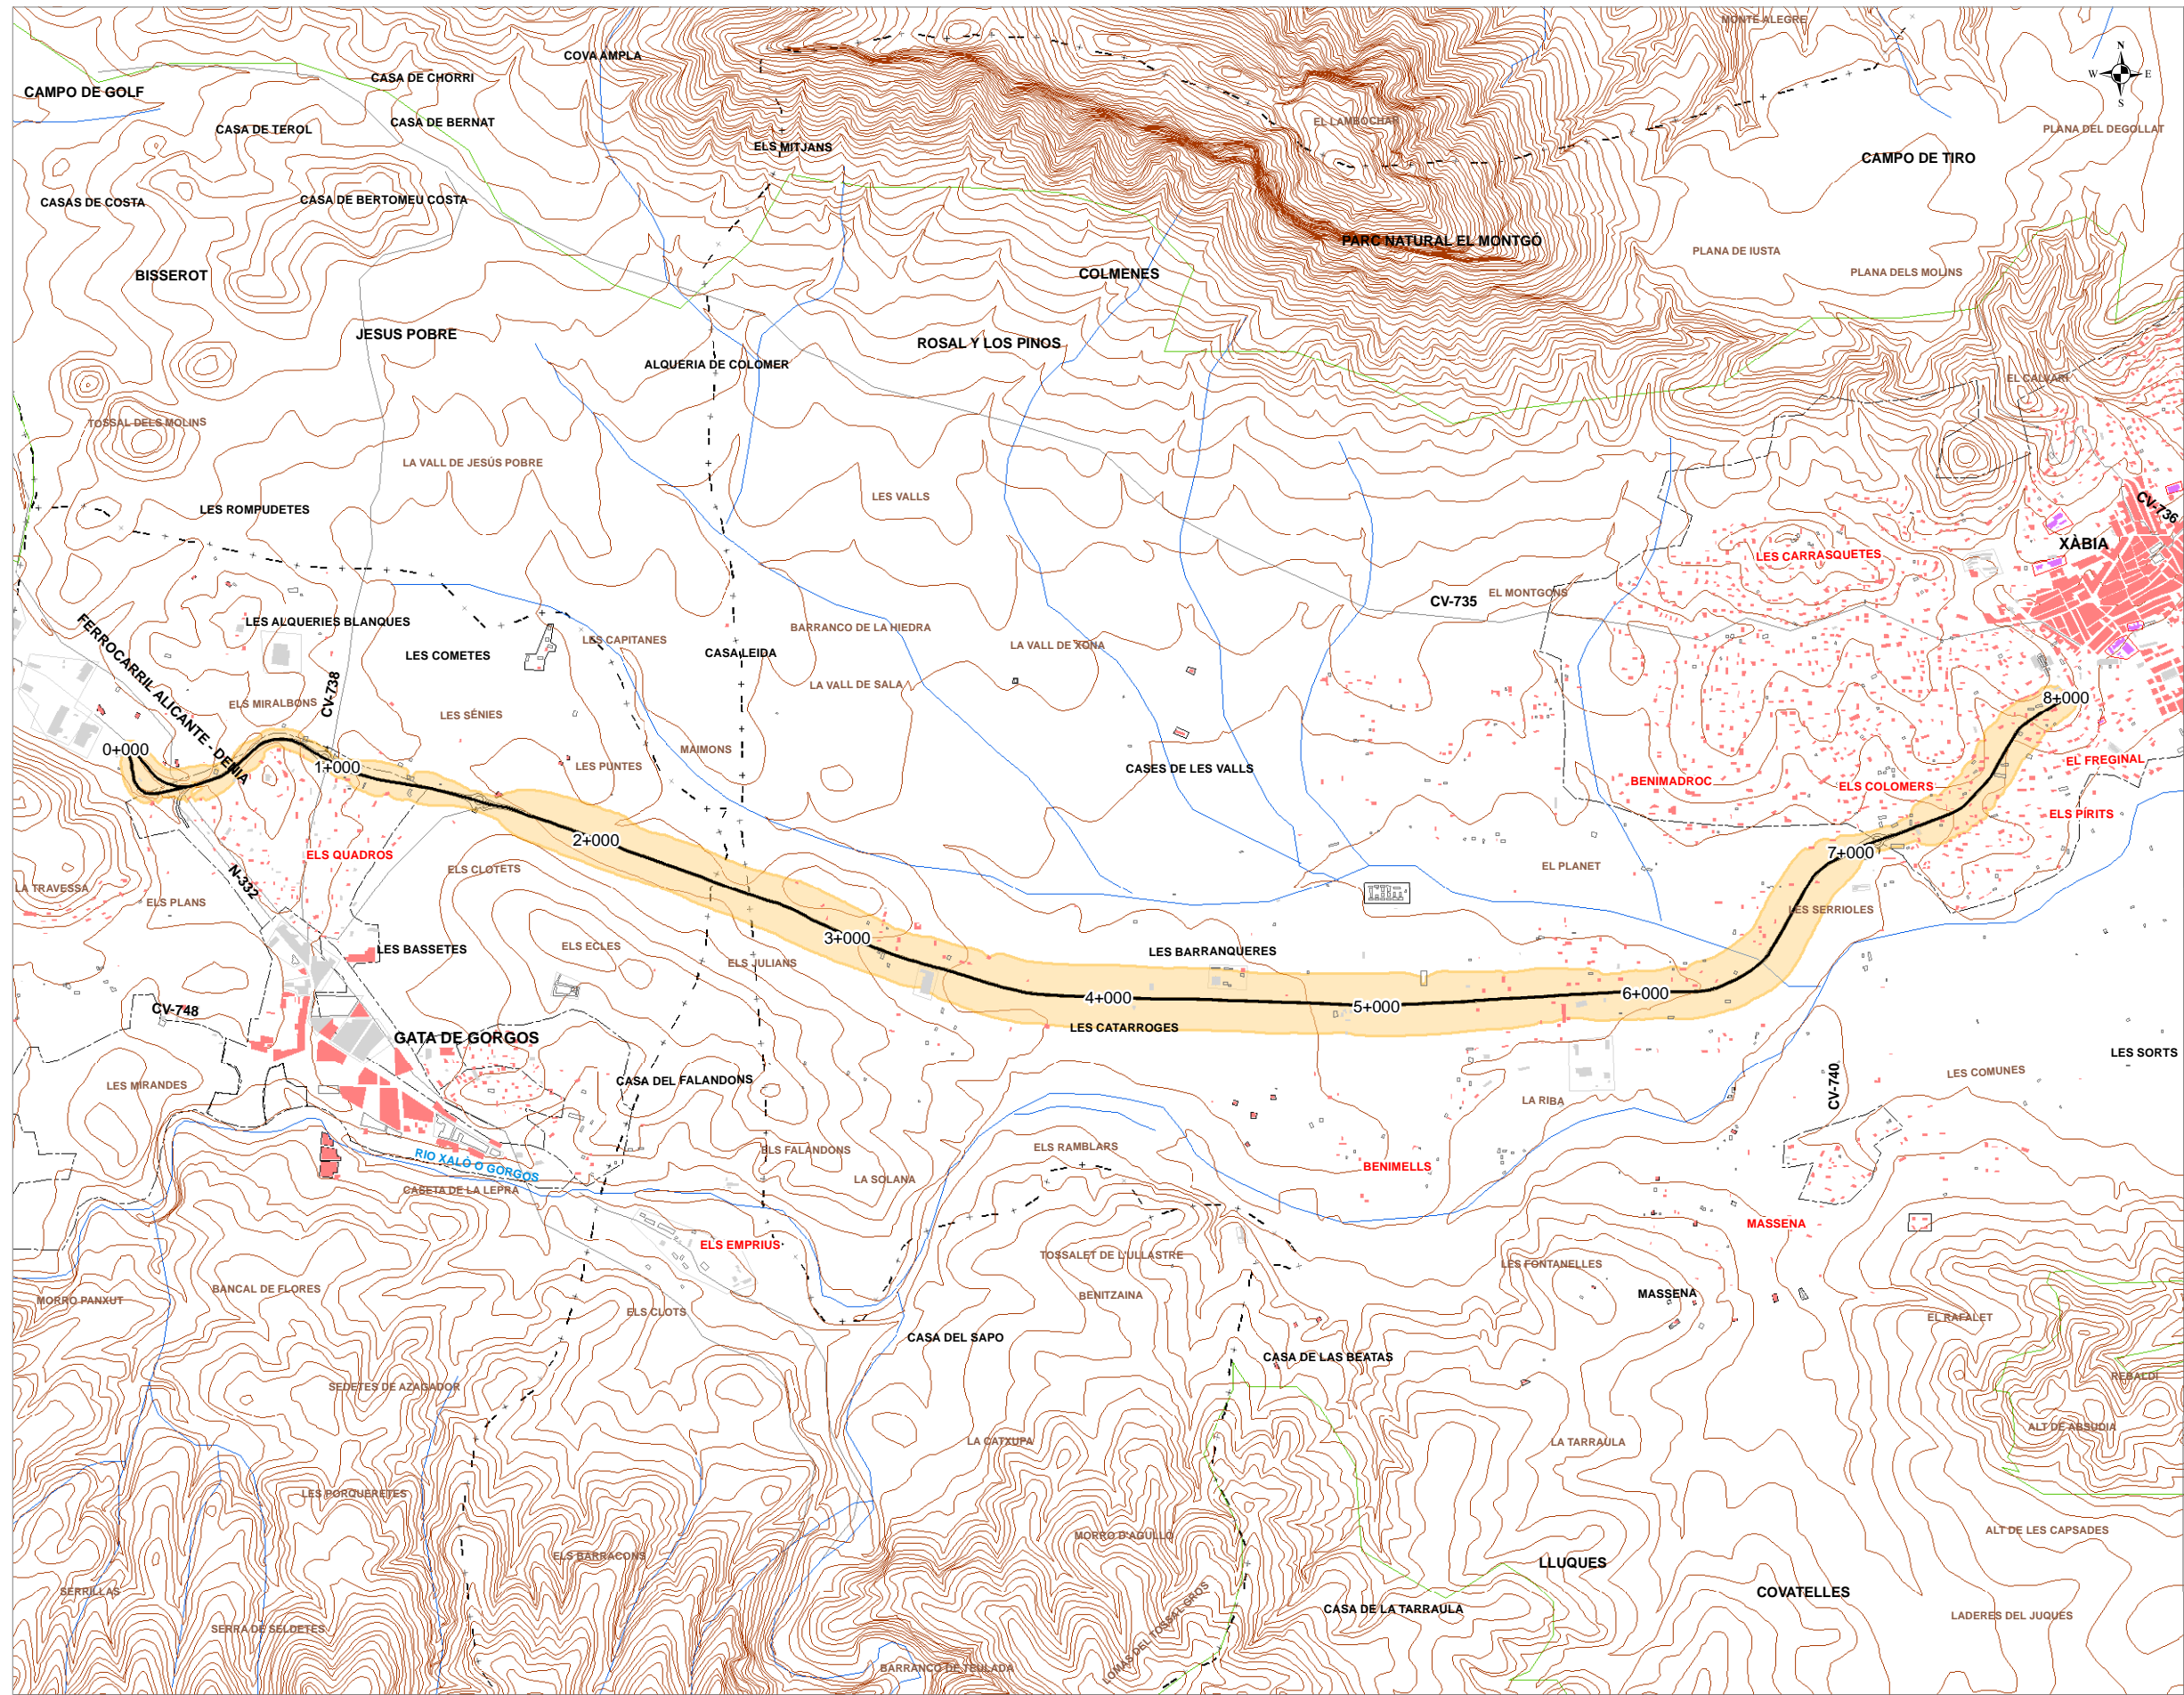 MONTE ALEGRE
N
W
E
S
COVA AMPLA
CASA DE CHORRI
CAMPO DE GOLF
CASA DE BERNAT
CASA DE TEROL
EL LAMBOCHAR
PLANA DEL DEGOLLAT
ELS MITJANS
CAMPO DE TIRO
CASAS DE COSTA
CASA DE BERTOMEU COSTA
PARC NATURAL EL MONTGÓ
PLANA DE IUSTA
PLANA DELS MOLINS
BISSEROT
COLMENES
JESUS POBRE
ROSAL Y LOS PINOS
ALQUERIA DE COLOMER
EL CALVARI
TOSSAL DELS MOLINS
LA VALL DE JESÚS POBRE
LES VALLS
LES ROMPUDETES
CV-736
XÀBIA
LES CARRASQUETES
CV-735
EL MONTGONS
LES ALQUERIES BLANQUES
FERROCARRIL ALICANTE - DENIA
LES CAPITANES
BARRANCO DE LA HIEDRA
LES COMETES
CASA LEIDA
LA VALL DE XONA
LA VALL DE SALA
CV-738
ELS MIRALBONS
LES SÉNIES
8+000
0+000
MAIMONS
1+000
LES PUNTES
CASES DE LES VALLS
EL FREGINAL
BENIMADROC
ELS COLOMERS
ELS PÍRITS
7
2+000
7+000
ELS QUADROS
ELS CLOTETS
EL PLANET
N-332
LA TRAVESSA
ELS PLANS
LES SERRIOLES
3+000
LES BASSETES
ELS ECLES
LES BARRANQUERES
ELS JULIANS
4+000
5+000
6+000
CV-748
LES CATARROGES
GATA DE GORGOS
LES SORTS
CASA DEL FALANDONS
LES MIRANDES
CV-740
LES COMUNES
LA RIBA
ELS FALANDONS
ELS RAMBLARS
RIO XALÓ O GORGOS
BENIMELLS
LA SOLANA
CASETA DE LA LEPRA
MASSENA
ELS EMPRIUS
TOSSALET DE L'ULLASTRE
LES FONTANELLES
BANCAL DE FLORES
MORRO PANXUT
BENITZAINA
MASSENA
ELS CLOTS
EL RAFALET
CASA DEL SAPO
CASA DE LAS BEATAS
REBALDÍ
SEDETES DE AZAGADOR
ALT DE ABSUDIA
LA CATXUPA
LA TARRAULA
LES PORQUERETES
MORRO D'AGULLÓ
ALT DE LES CAPSADES
ELS BARRACONS
LLUQUES
SERRILLAS
COVATELLES
CASA DE LA TARRAULA
LADERES DEL JUQUES
SERRA DE SELDETES
LOMAS DEL TOSSAL GROS
BARRANCO DE TEULADA